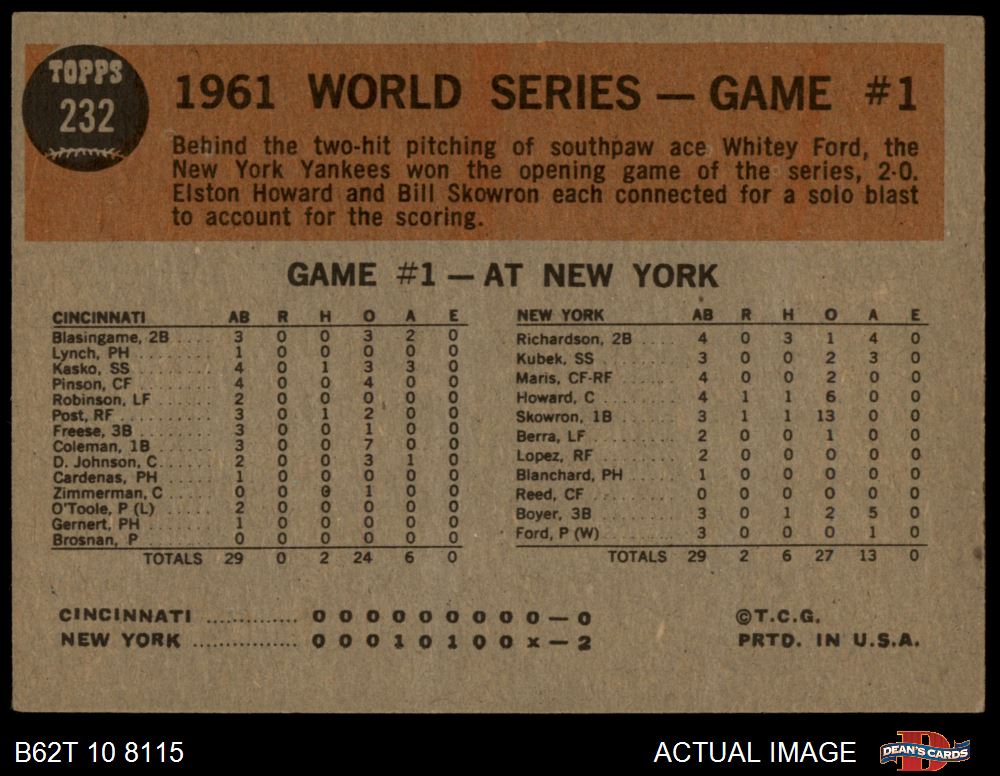 TOPPS
232
1961 WORLD SERIES — GAME #1
Behind the two-hit pitching of southpaw ace Whitey Ford, the
New York Yankees won the opening game of the series, 2-0.
Elston Howard and Bill Skowron each connected for a solo blast
to account for the scoring.
GAME #1 — AT NEW YORK
CINCINNATI AB R H O A E
Blasingame, 2B .... 3 0 0 3 2 0
Lynch, PH ........ 1 0 0 0 0 0
Kasko, SS ........ 4 0 1 3 3 0
Pinson, CF ....... 4 0 0 4 0 0
Robinson, LF ..... 2 0 0 0 0 0
Post, RF ......... 3 0 1 2 0 0
Freese, 3B ....... 3 0 0 1 0 0
Coleman, 1B ...... 3 0 0 7 0 0
D. Johnson, C ..... 2 0 0 3 1 0
Cardenas, PH ..... 1 0 0 0 0 0
Zimmerman, C ..... 0 0 0 1 0 0
O'Toole, P (L) .... 2 0 0 0 0 0
Gernert, PH ...... 1 0 0 0 0 0
Brosnan, P ....... 0 0 0 0 0 0
TOTALS 29 0 2 24 6 0
NEW YORK AB R H O A E
Richardson, 2B .... 4 0 3 1 4 0
Kubek, SS ........ 3 0 0 2 3 0
Maris, CF-RF ...... 4 0 0 2 0 0
Howard, C ........ 4 1 1 6 0 0
Skowron, 1B ...... 3 1 1 13 0 0
Berra, LF ........ 2 0 0 1 0 0
Lopez, RF ........ 2 0 0 0 0 0
Blanchard, PH ..... 1 0 0 0 0 0
Reed, CF ......... 0 0 0 0 0 0
Boyer, 3B ........ 3 0 1 2 5 0
Ford, P (W) ...... 3 0 0 0 1 0
TOTALS 29 2 6 27 13 0
CINCINNATI .............. 0 0 0 0 0 0 0 0 0 — 0
NEW YORK ................ 0 0 0 1 0 1 0 0 x — 2
©T.C.G.
PRTD. IN U.S.A.
B62T 10 8115
ACTUAL IMAGE
D
DEAN'S CARDS